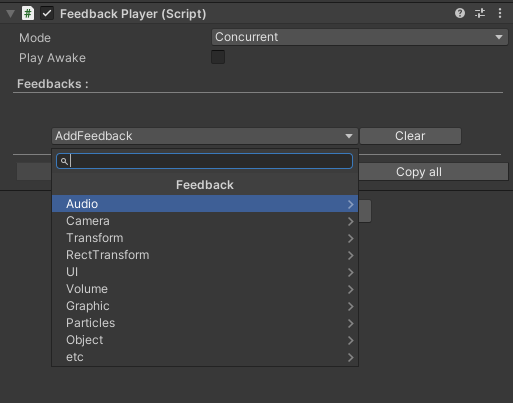 Feedback Player (Script)
Mode
Concurrent
Play Awake
Feedbacks :
AddFeedback
Clear
Copy all
Feedback
Audio
Camera
Transform
RectTransform
UI
Volume
Graphic
Particles
Object
etc